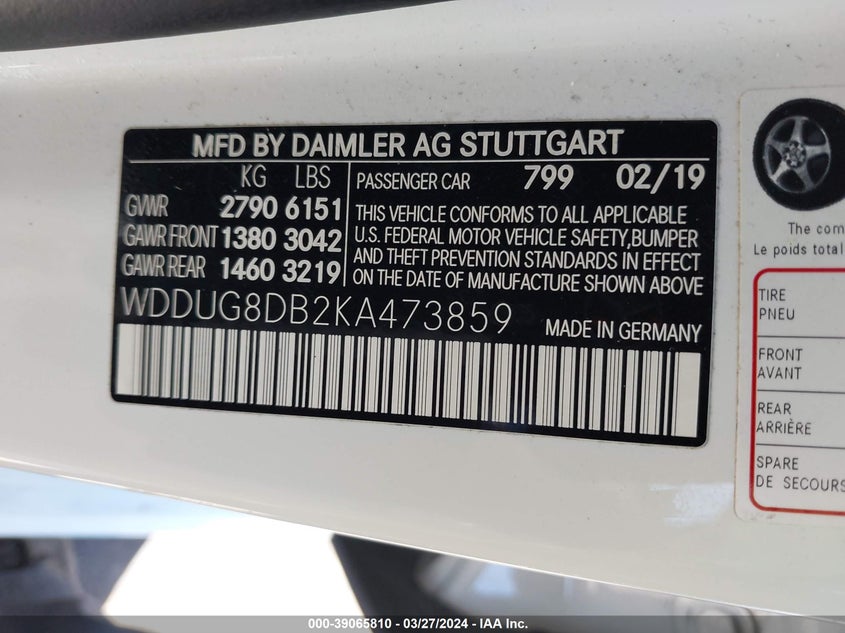 MFD BY DAIMLER AG STUTTGART
KG LBS
GVWR 2790 6151
GAWR FRONT 1380 3042
GAWR REAR 1460 3219
PASSENGER CAR 799 02/19
THIS VEHICLE CONFORMS TO ALL APPLICABLE
U.S. FEDERAL MOTOR VEHICLE SAFETY,BUMPER
AND THEFT PREVENTION STANDARDS IN EFFECT
ON THE DATE OF MANUFACTURE SHOWN ABOVE
WDDUG8DB2KA473859 MADE IN GERMANY
The com
Le poids total
TIRE
PNEU
FRONT
AVANT
REAR
ARRIÈRE
SPARE
DE SECOURS
000-39065810 - 03/27/2024 - IAA Inc.